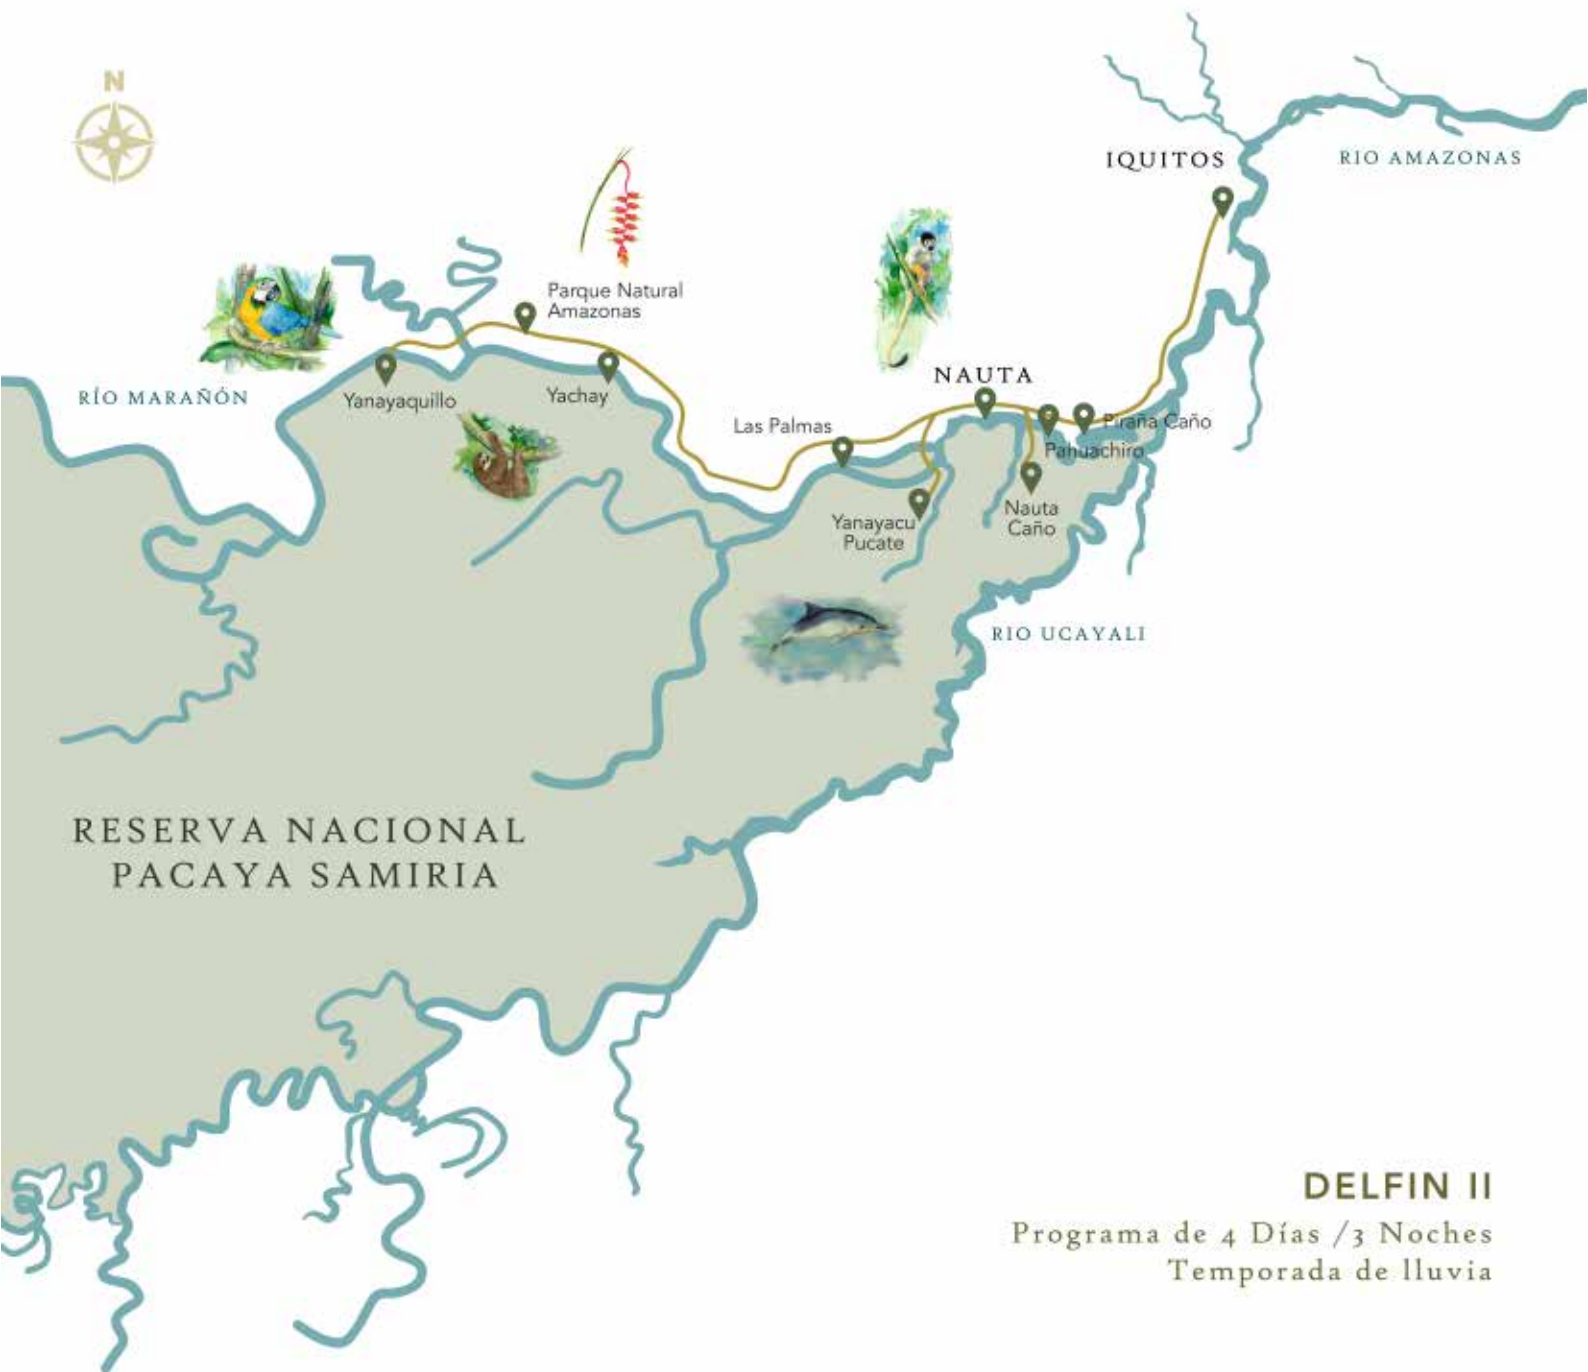 N
IQUITOS
RIO AMAZONAS
Parque Natural
Amazonas
RÍO MARAÑÓN
Yanayaquillo
Yachay
NAUTA
Las Palmas
Piraña Caño
Pahuachiro
Yanayacu
Pucate
Nauta
Caño
RIO UCAYALI
RESERVA NACIONAL
PACAYA SAMIRIA
DELFIN II
Programa de 4 Días /3 Noches
Temporada de lluvia